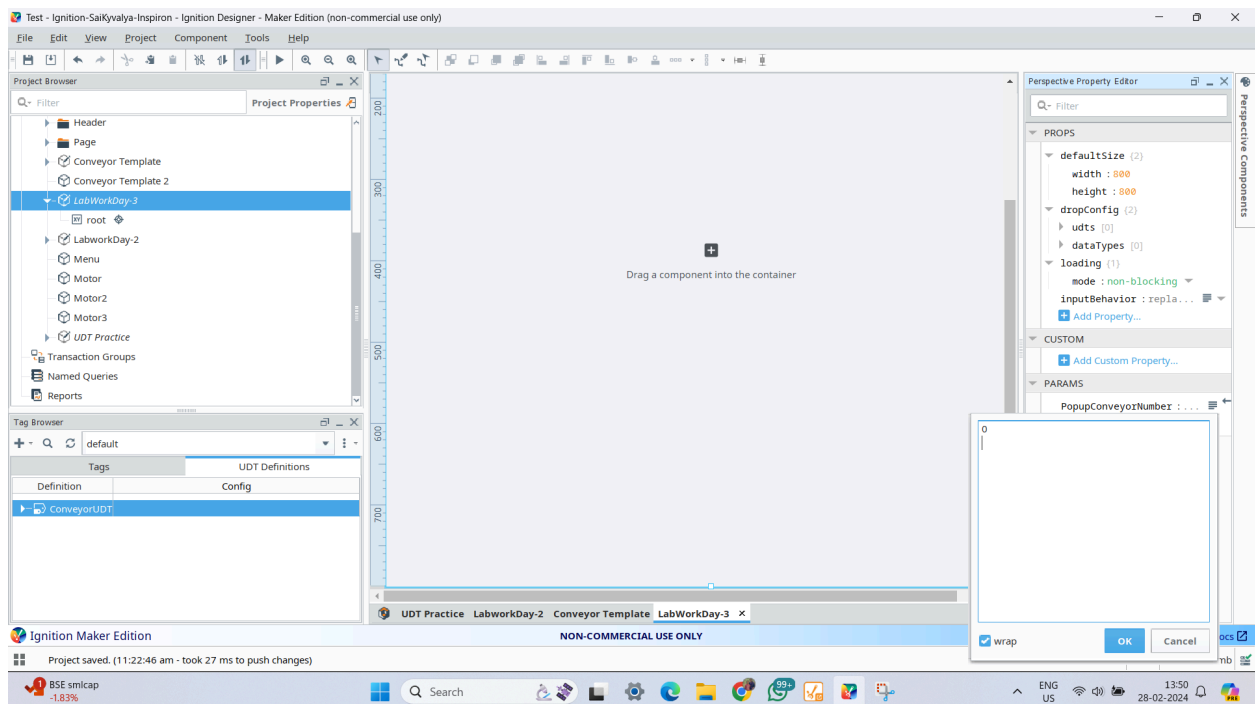 Test - Ignition-SaiKyvalya-Inspiron - Ignition Designer - Maker Edition (non-commercial use only)
File Edit View Project Component Tools Help
Project Browser
Filter
Project Properties
Header
Page
Conveyor Template
Conveyor Template 2
LabWorkDay-3
root
LabworkDay-2
Menu
Motor
Motor2
Motor3
UDT Practice
Transaction Groups
Named Queries
Reports
Tag Browser
default
Tags UDT Definitions
Definition Config
ConveyorUDT
200
300
400
500
600
700
Drag a component into the container
UDT Practice LabworkDay-2 Conveyor Template LabWorkDay-3
Perspective Property Editor
Filter
PROPS
defaultSize {2}
width : 800
height : 800
dropConfig {2}
udts [0]
dataTypes [0]
loading {1}
mode : non-blocking
inputBehavior : repla...
Add Property...
CUSTOM
Add Custom Property...
PARAMS
PopupConveyorNumber : ...
0
wrap
OK Cancel
Perspective Components
Ignition Maker Edition
NON-COMMERCIAL USE ONLY
ocs
Project saved. (11:22:46 am - took 27 ms to push changes)
mb
1
BSE smlcap
-1.83%
Search
99+
ENG
US
13:50
28-02-2024
PRE